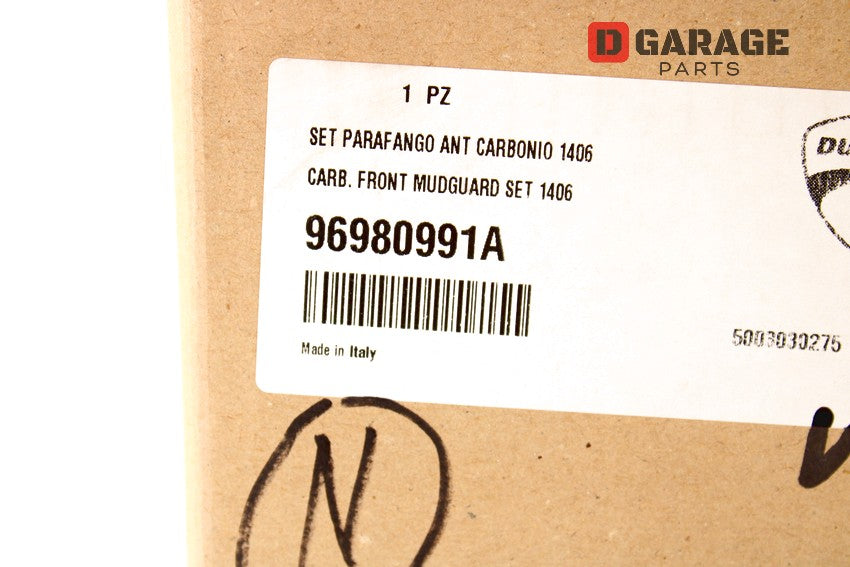 D GARAGE
PARTS
1 PZ
SET PARAFANGO ANT CARBONIO 1406
CARB. FRONT MUDGUARD SET 1406
96980991A
Made in Italy
5003030275
N